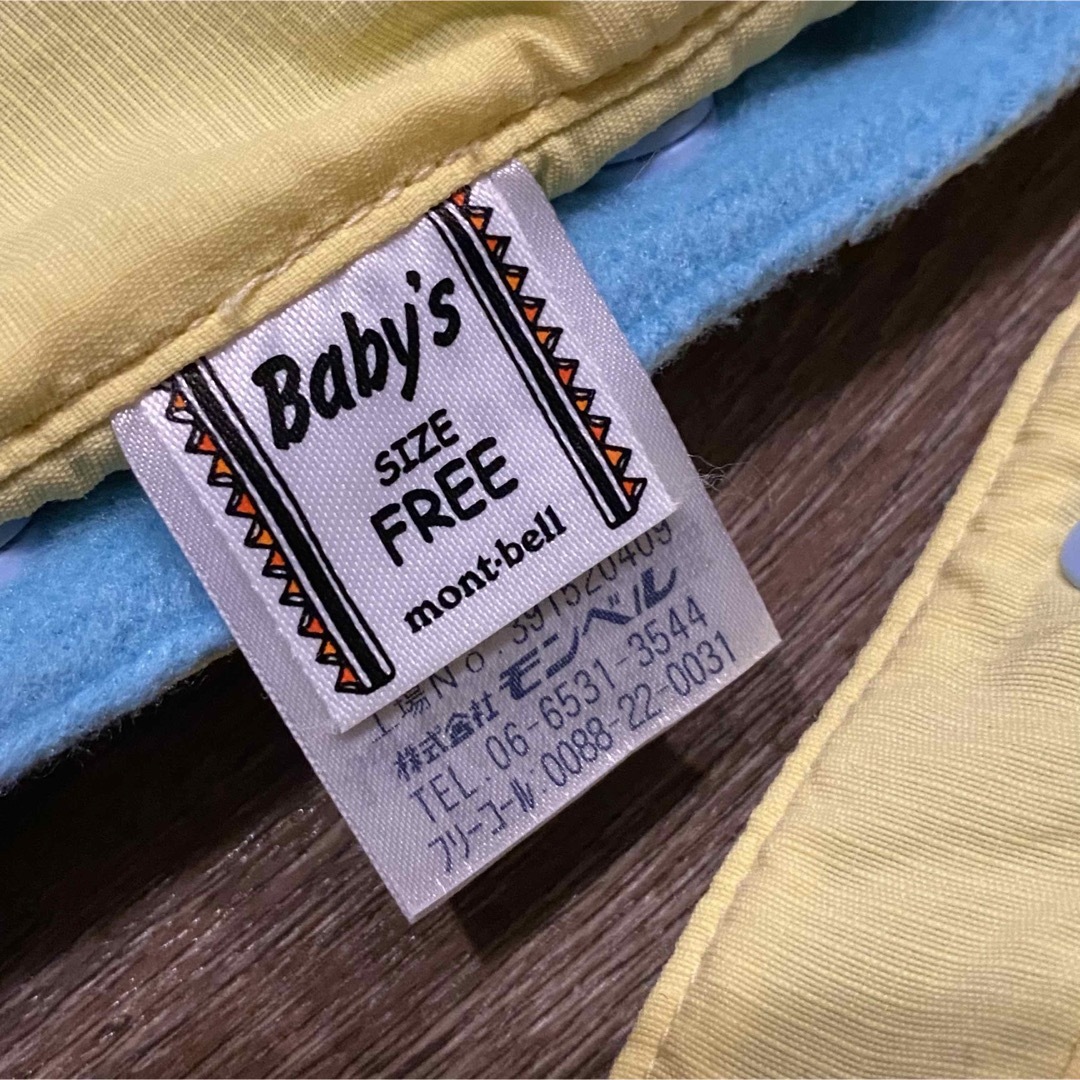 Baby's
SIZE
FREE
mont-bell
工場No.391520409
株式会社 モンベル
TEL:06-6531-3544
フリーコール:0088-22-0031